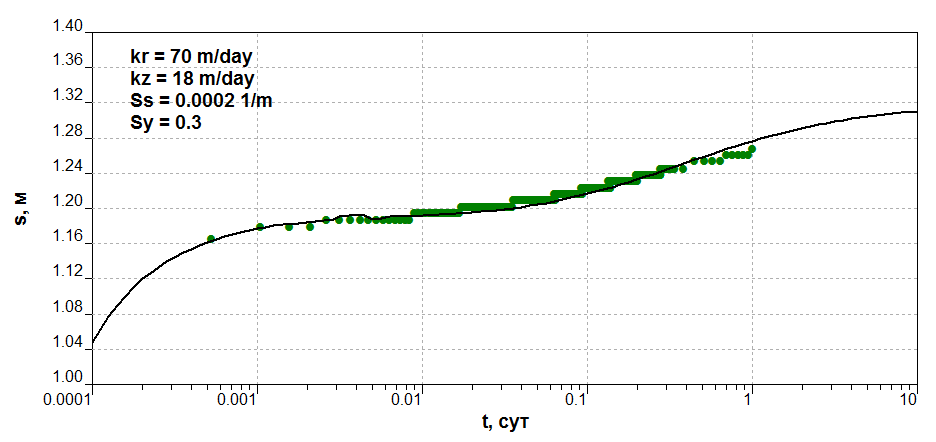 1.40
1.36
1.32
1.28
1.24
1.20
1.16
1.12
1.08
1.04
1.00
kr = 70 m/day
kz = 18 m/day
Ss = 0.0002 1/m
Sy = 0.3
s, м
0.0001 0.001 0.01 0.1 1 10
t, сут